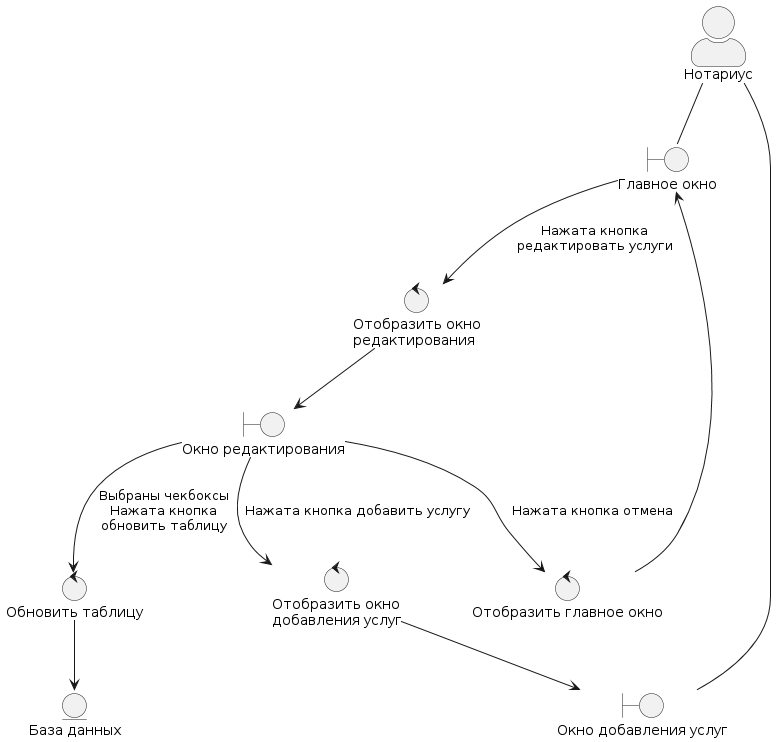 Нотариус
Главное окно
Нажата кнопка
редактировать услуги
Отобразить окно
редактирования
Окно редактирования
Выбраны чекбоксы
Нажата кнопка
обновить таблицу
Нажата кнопка добавить услугу
Нажата кнопка отмена
Обновить таблицу
Отобразить окно
добавления услуг
Отобразить главное окно
База данных
Окно добавления услуг